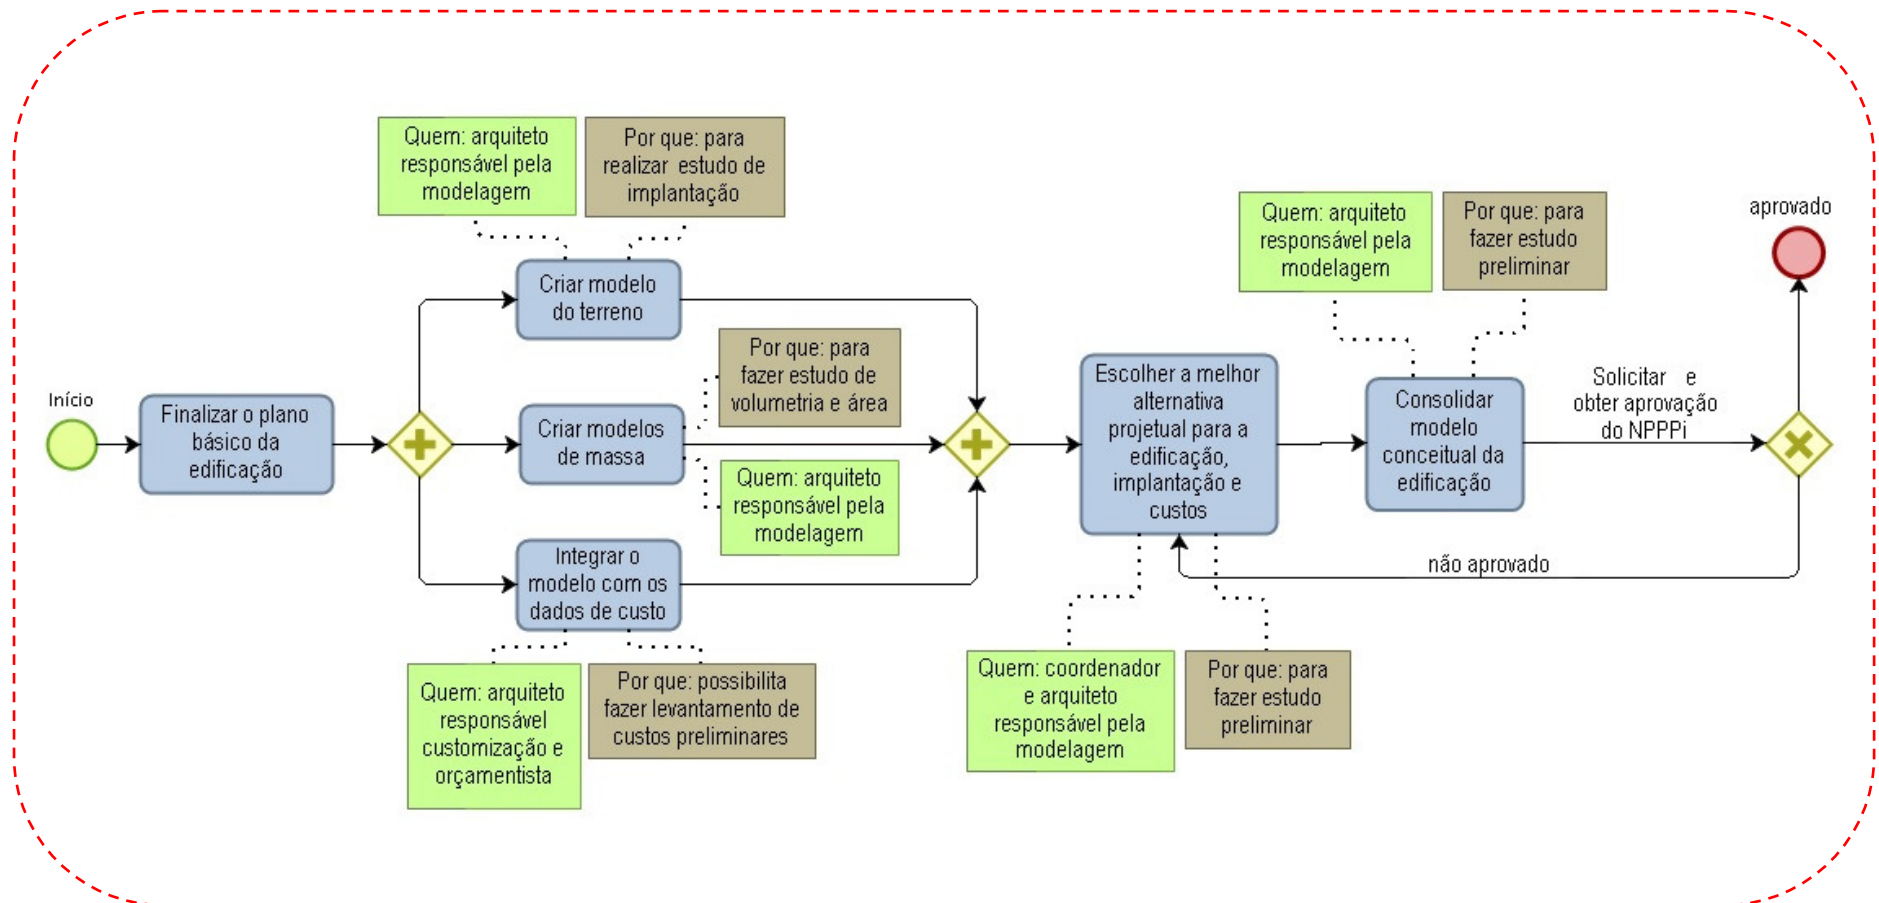 Quem: arquiteto
responsável pela
modelagem
Por que: para
realizar estudo de
implantação
Criar modelo
do terreno
Por que: para
fazer estudo de
volumetria e área
Início
Finalizar o plano
básico da
edificação
Criar modelos
de massa
Quem: arquiteto
responsável pela
modelagem
Integrar o
modelo com os
dados de custo
Quem: arquiteto
responsável
customização e
orçamentista
Por que: possibilita
fazer levantamento de
custos preliminares
Escolher a melhor
alternativa
projetual para a
edificação,
implantação e
custos
Quem: coordenador
e arquiteto
responsável pela
modelagem
Por que: para
fazer estudo
preliminar
Quem: arquiteto
responsável pela
modelagem
Por que: para
fazer estudo
preliminar
Consolidar
modelo
conceitual da
edificação
Solicitar e
obter aprovação
do NPPPi
aprovado
não aprovado